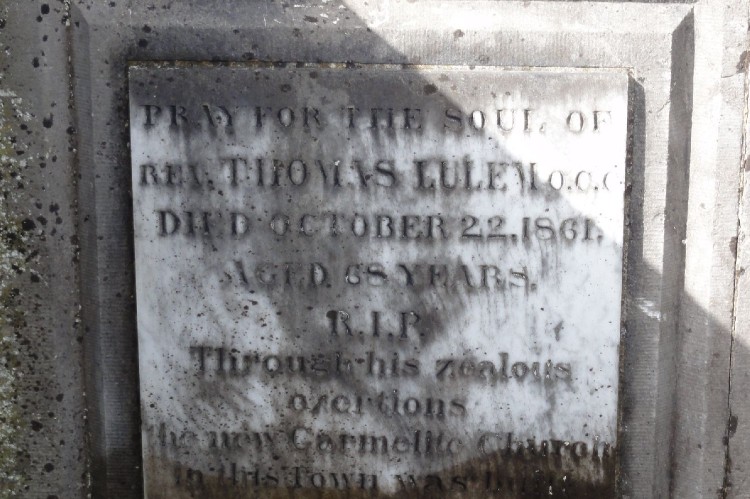 PRAY FOR THE SOUL OF
REV. THOMAS LULEM O.C.C
DIED OCTOBER 22, 1861.
AGED 68 YEARS.
R.I.P.
Through his zealous
exertions
the new Carmelite Church
in this Town was